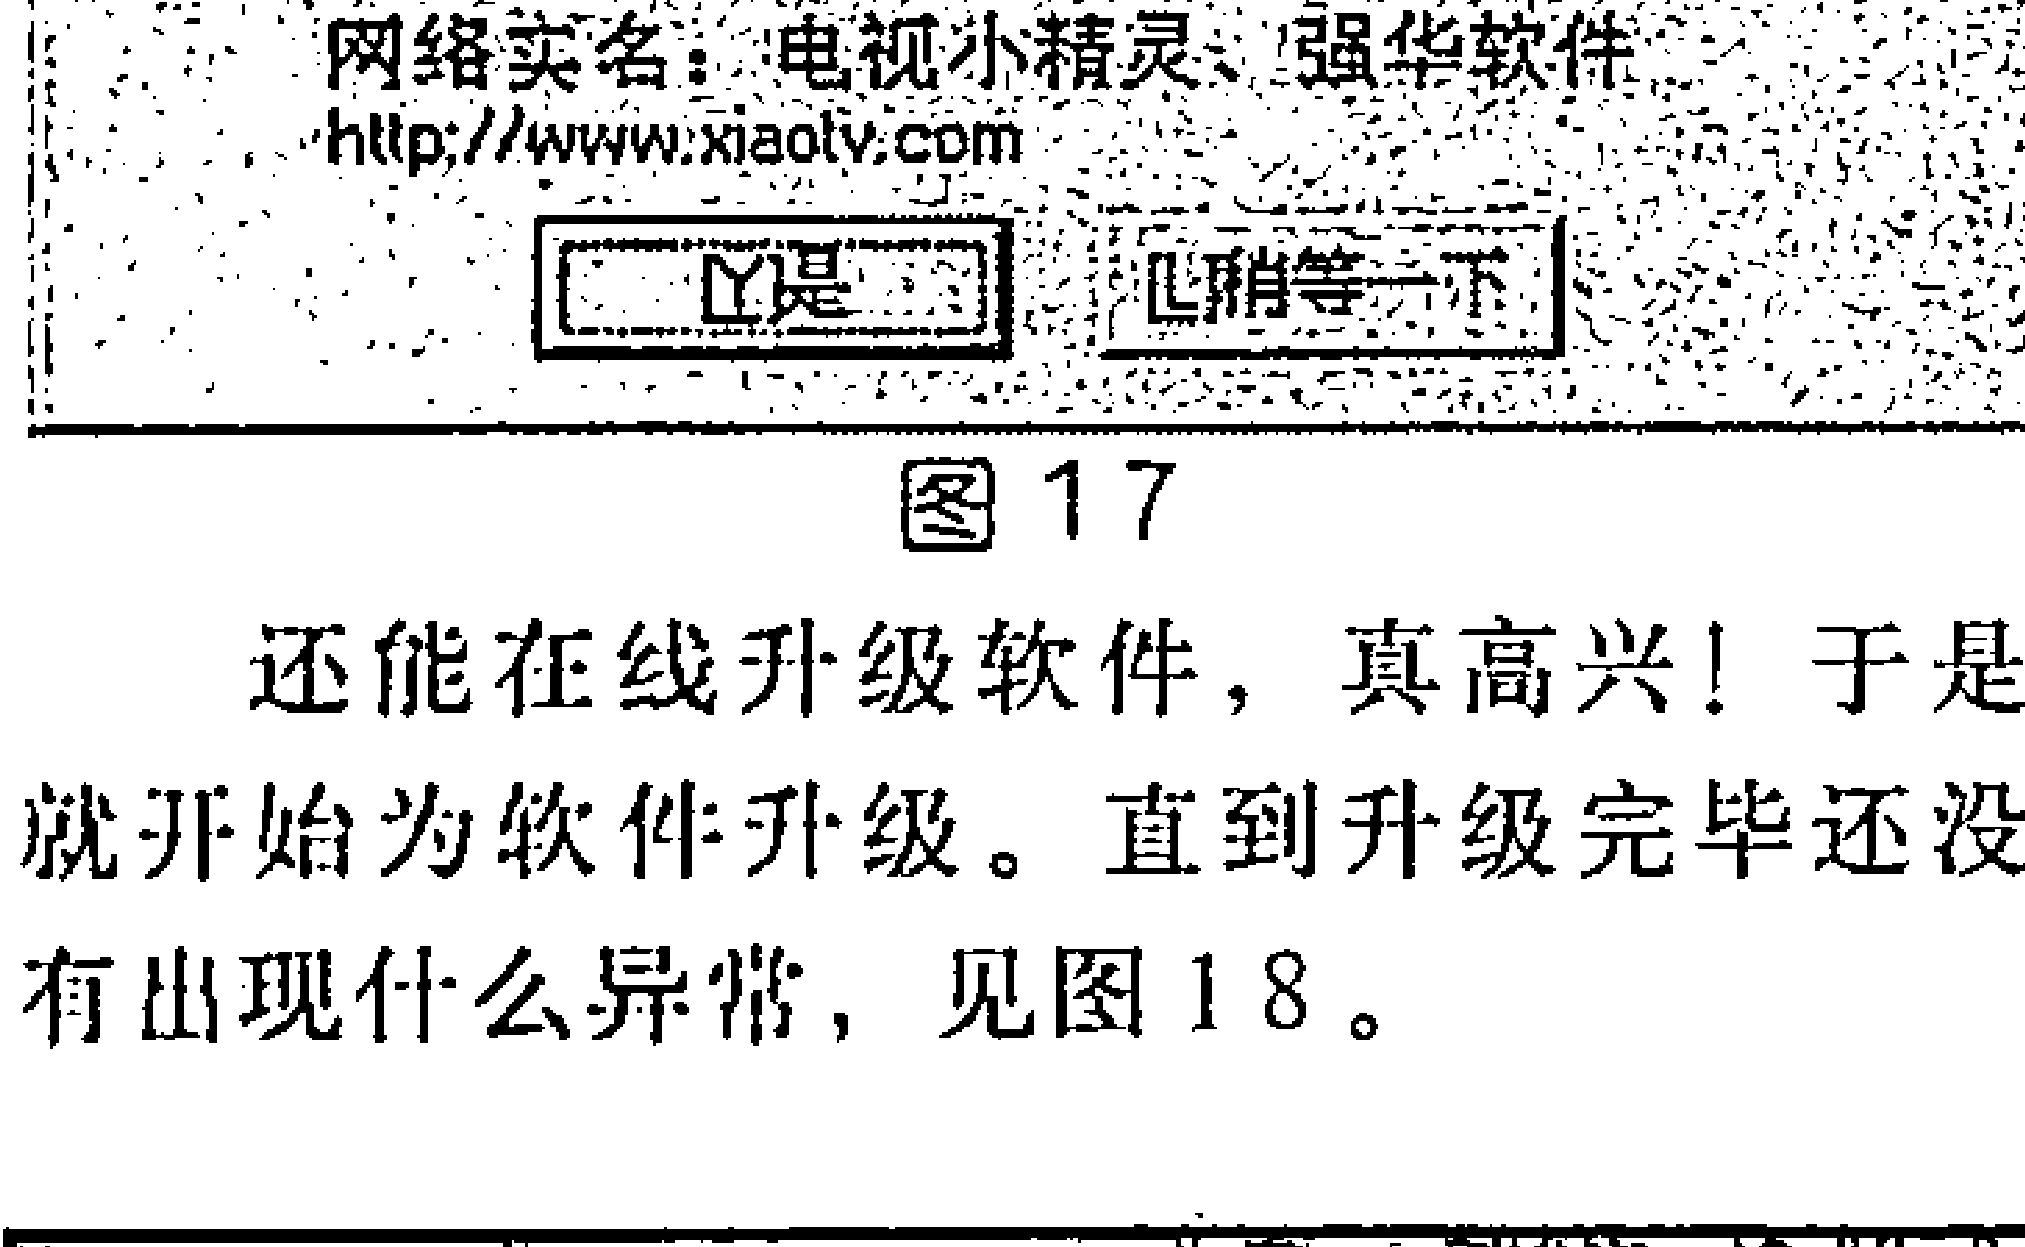 网络实名：电视小精灵、强华软件
http://www.xiaotv.com
[Y]是 [L]稍等一下
图 17
还能在线升级软件，真高兴！于是
就开始为软件升级。直到升级完毕还没
有出现什么异常，见图18。